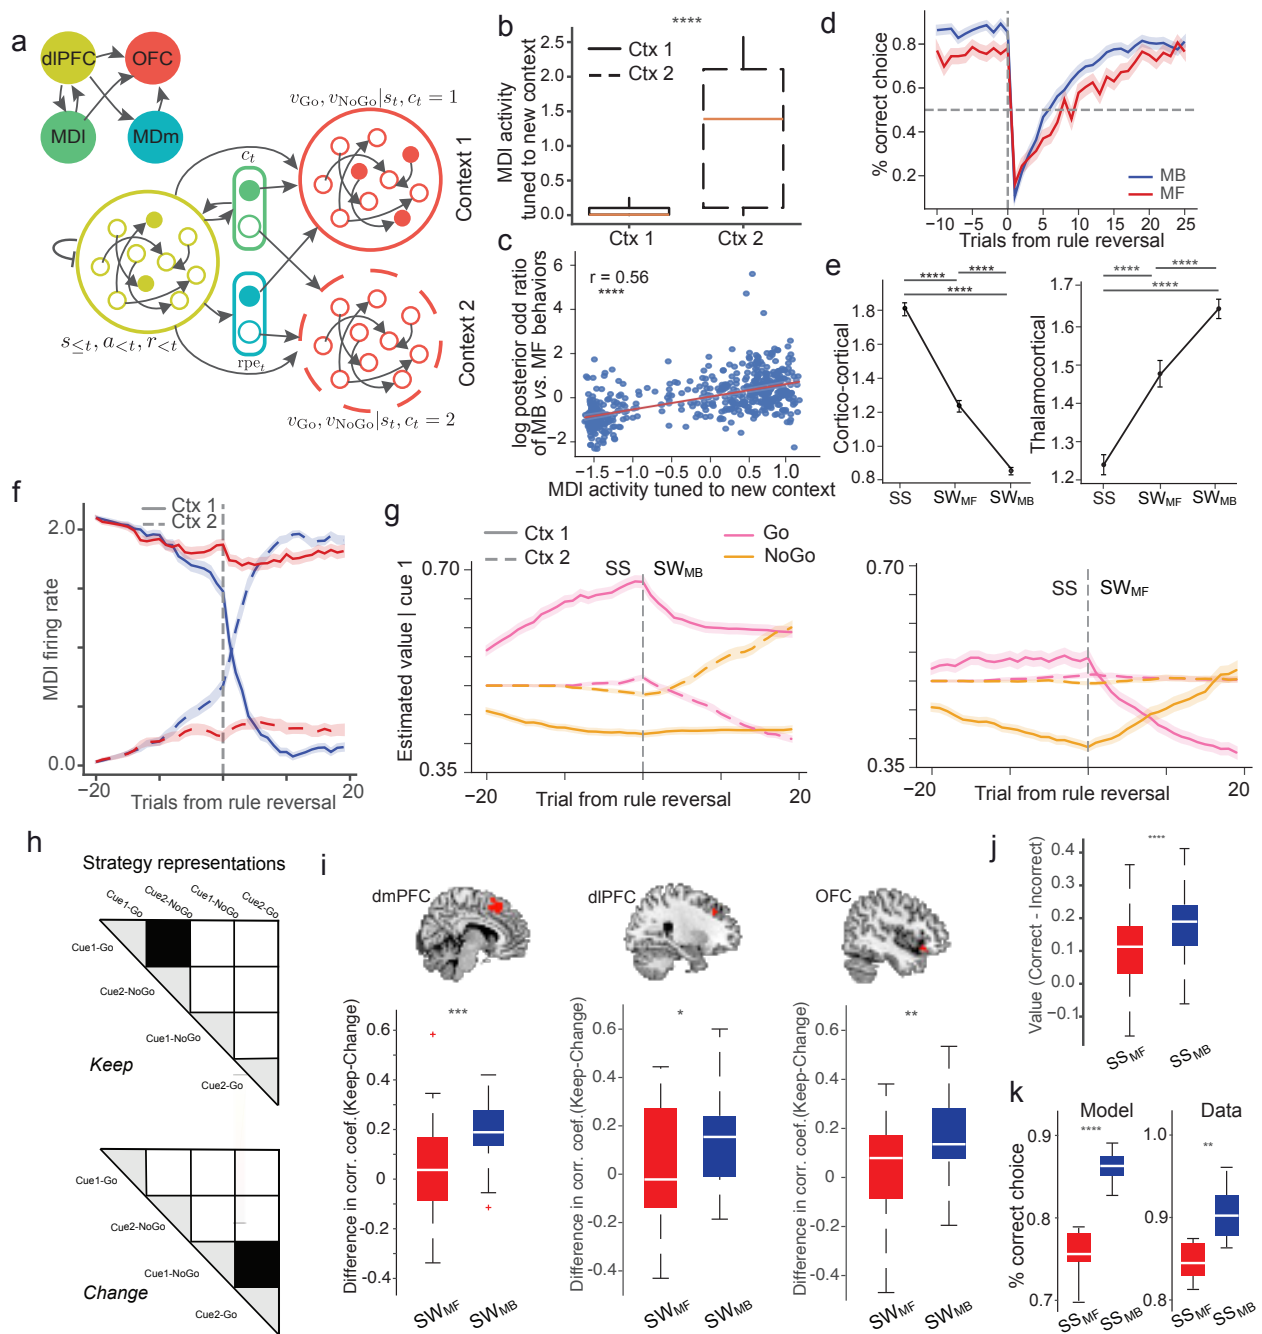 a
dlPFC
OFC
MDl
MDm
v_Go, v_NoGo|s_t, c_t = 1
c_t
Context 1
s_≤t, a_<t, r_<t
rpe_t
Context 2
v_Go, v_NoGo|s_t, c_t = 2
b
****
MDl activity
tuned to new context
2.5
2.0
1.5
1.0
0.5
0.0
Ctx 1
Ctx 2
Ctx 1
Ctx 2
c
log posterior odd ratio
of MB vs. MF behaviors
r = 0.56
****
6
4
2
0
−2
−1.5
−1.0
−0.5
0.0
0.5
1.0
MDl activity tuned to new context
d
% correct choice
0.8
0.6
0.4
0.2
MB
MF
−10
−5
0
5
10
15
20
25
Trials from rule reversal
e
****
****
****
Cortico-cortical
1.8
1.6
1.4
1.2
1.0
0.8
SS
SW_MF
SW_MB
****
****
****
Thalamocortical
1.7
1.6
1.5
1.4
1.3
1.2
SS
SW_MF
SW_MB
f
Ctx 1
Ctx 2
MDl firing rate
2.0
0.0
−20
0
20
Trials from rule reversal
g
Ctx 1
Ctx 2
Go
NoGo
Estimated value | cue 1
0.70
0.35
SS
SW_MB
−20
0
20
Trial from rule reversal
0.70
0.35
SS
SW_MF
−20
0
20
h
Strategy representations
Cue1-Go
Cue2-NoGo
Cue1-NoGo
Cue2-Go
Cue1-Go
Cue2-NoGo
Cue1-NoGo
Cue2-Go
Keep
Cue1-Go
Cue2-NoGo
Cue1-NoGo
Cue2-Go
Change
i
dmPFC
dlPFC
OFC
Difference in corr. coef.(Keep-Change)
***
0.6
0.4
0.2
0
-0.2
-0.4
SW_MF
SW_MB
Difference in corr. coef.(Keep-Change)
*
0.6
0.4
0.2
0
-0.2
-0.4
SW_MF
SW_MB
Difference in corr. coef.(Keep-Change)
**
0.6
0.4
0.2
0
-0.2
-0.4
SW_MF
SW_MB
j
Value (Correct - Incorrect)
****
0.4
0.3
0.2
0.1
0.0
−0.1
SS_MF
SS_MB
k
Model
Data
% correct choice
****
0.9
0.8
0.7
SS_MF
SS_MB
**
1.0
0.9
0.8
SS_MF
SS_MB